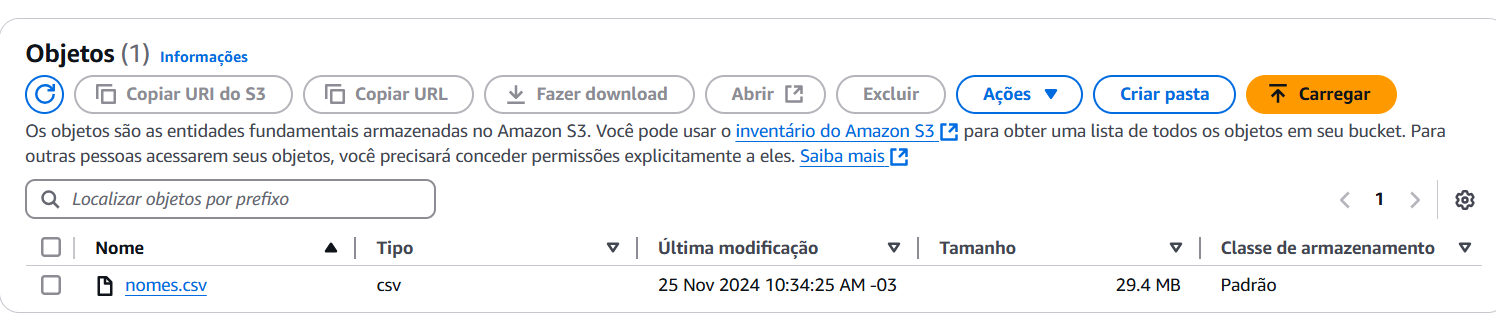 Objetos (1) Informações
Copiar URI do S3 Copiar URL Fazer download Abrir Excluir Ações Criar pasta Carregar
Os objetos são as entidades fundamentais armazenadas no Amazon S3. Você pode usar o inventário do Amazon S3 para obter uma lista de todos os objetos em seu bucket. Para
outras pessoas acessarem seus objetos, você precisará conceder permissões explicitamente a eles. Saiba mais
Localizar objetos por prefixo 1
Nome Tipo Última modificação Tamanho Classe de armazenamento
nomes.csv csv 25 Nov 2024 10:34:25 AM -03 29.4 MB Padrão